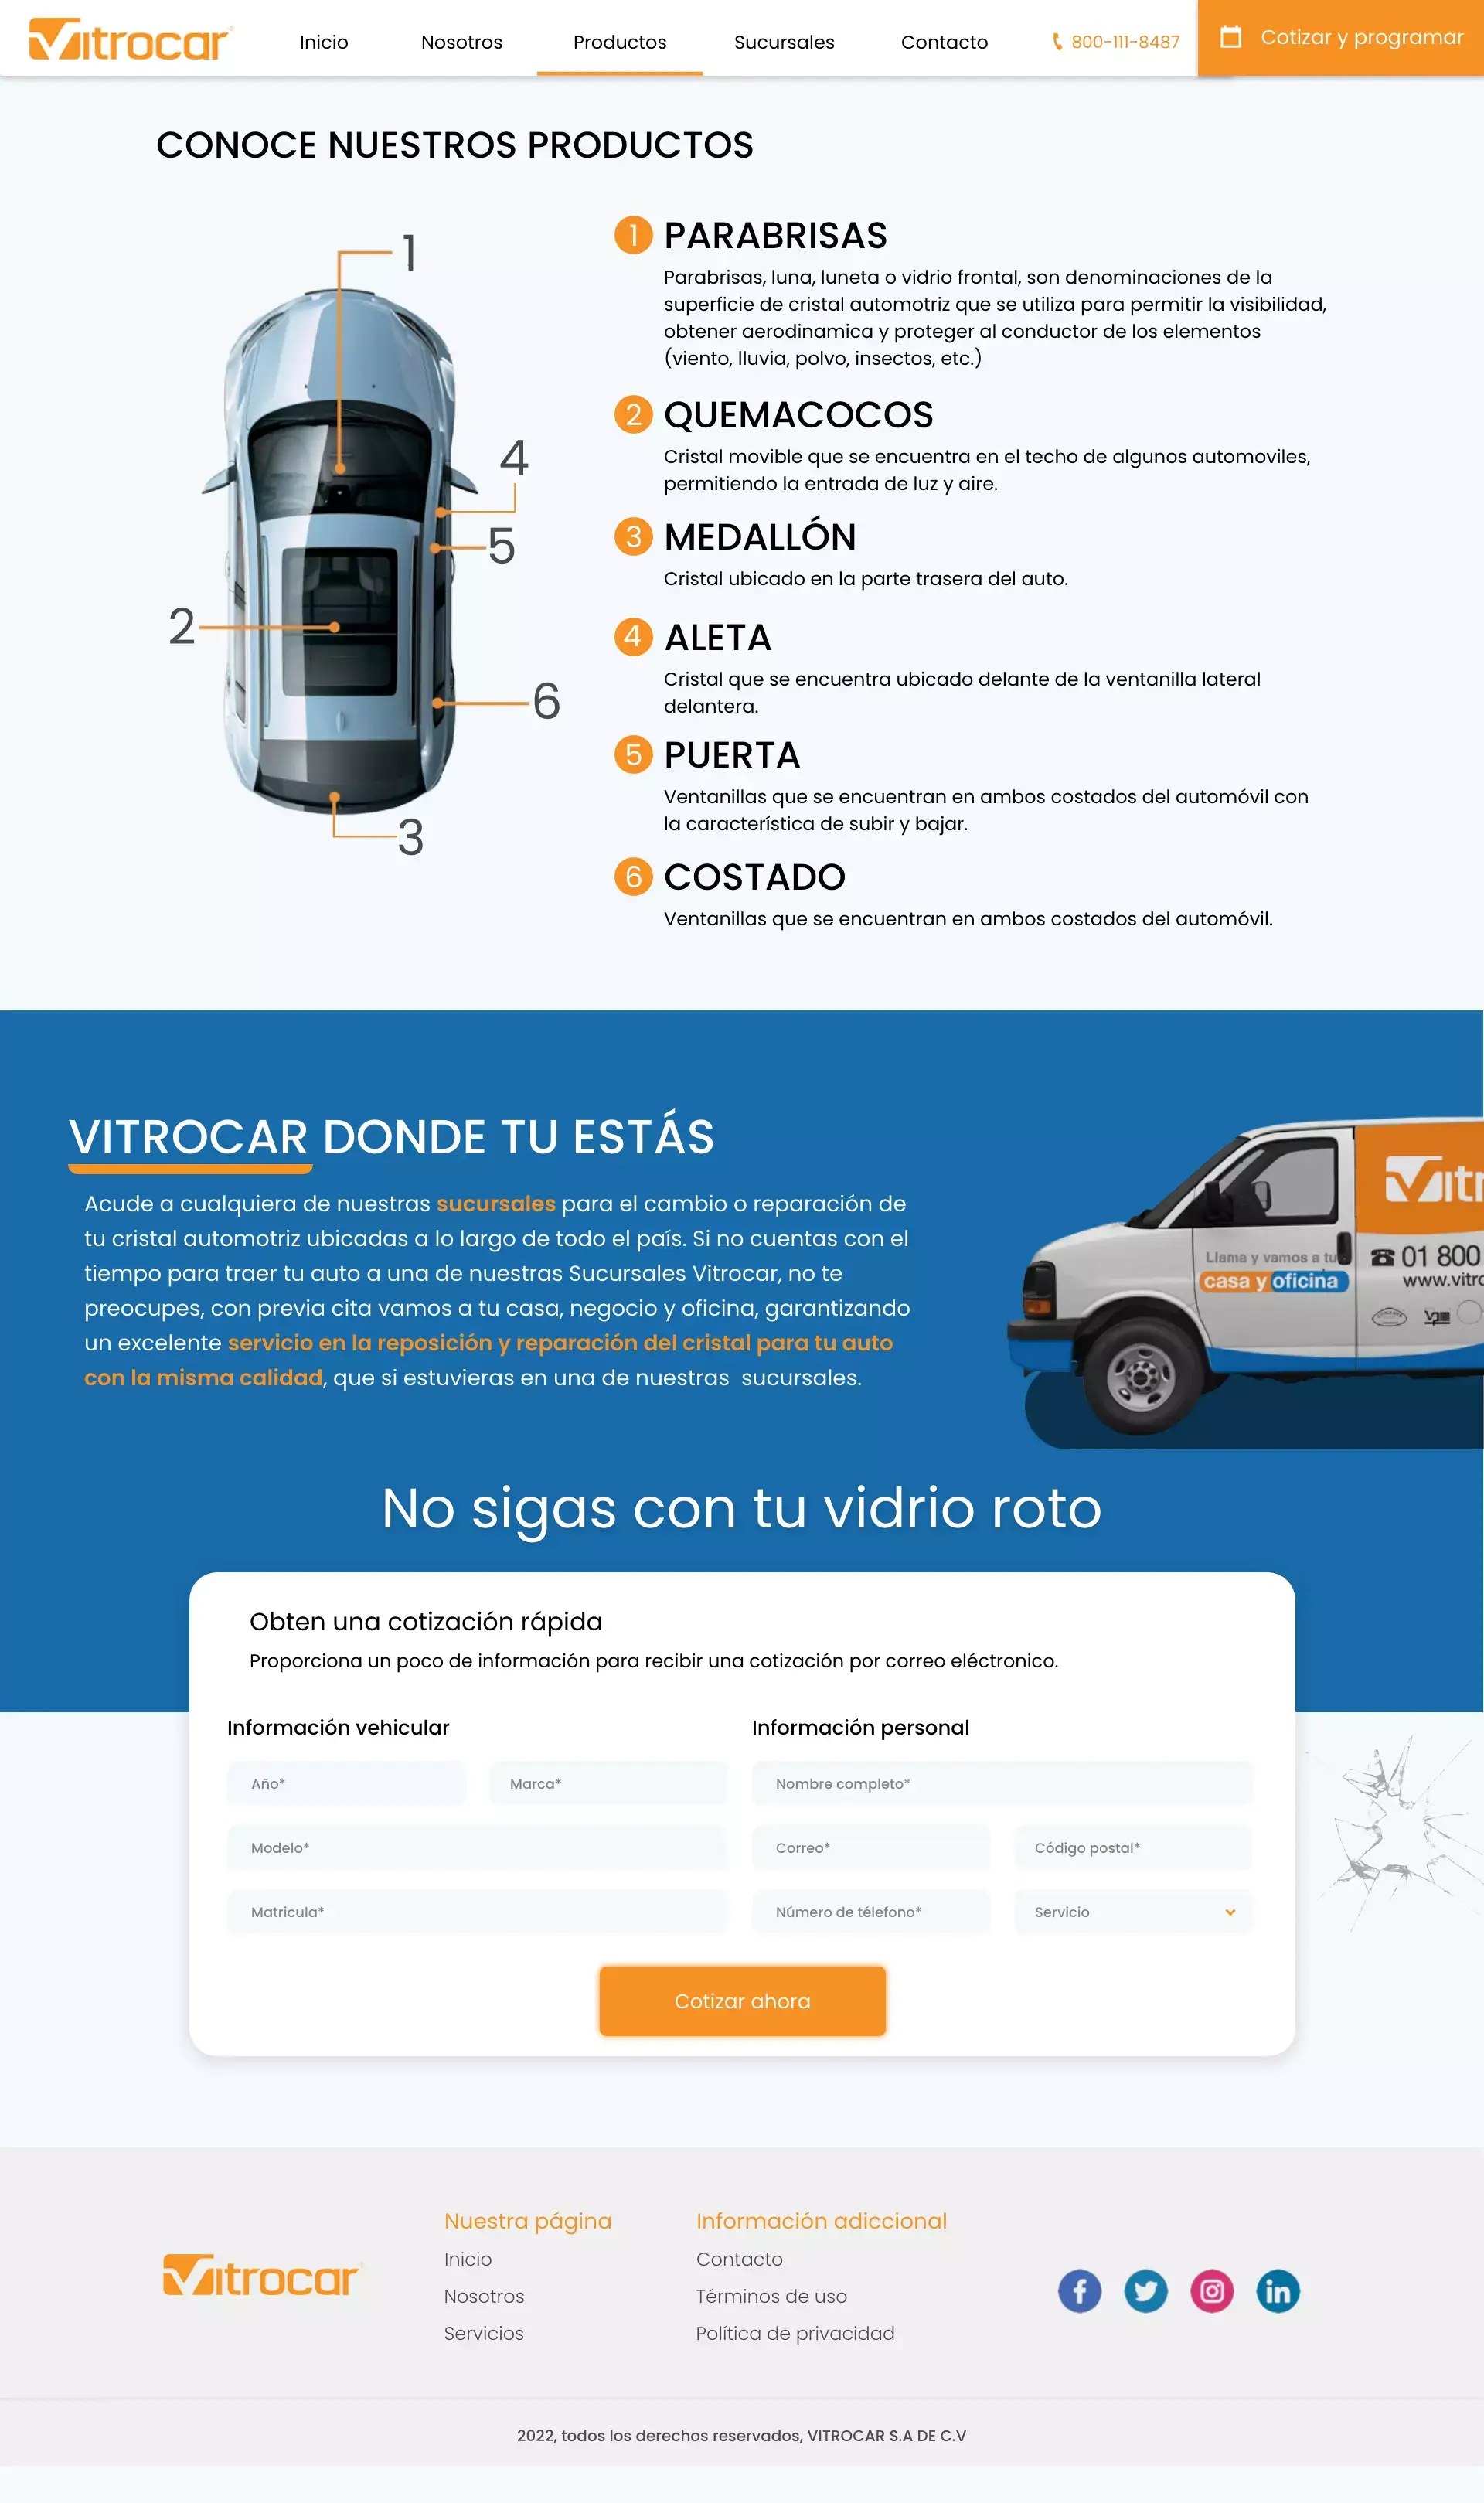 Vitrocar
Inicio
Nosotros
Productos
Sucursales
Contacto
800-111-8487
Cotizar y programar
CONOCE NUESTROS PRODUCTOS
1
4
5
2
6
3
1 PARABRISAS
Parabrisas, luna, luneta o vidrio frontal, son denominaciones de la
superficie de cristal automotriz que se utiliza para permitir la visibilidad,
obtener aerodinamica y proteger al conductor de los elementos
(viento, lluvia, polvo, insectos, etc.)
2 QUEMACOCOS
Cristal movible que se encuentra en el techo de algunos automoviles,
permitiendo la entrada de luz y aire.
3 MEDALLÓN
Cristal ubicado en la parte trasera del auto.
4 ALETA
Cristal que se encuentra ubicado delante de la ventanilla lateral
delantera.
5 PUERTA
Ventanillas que se encuentran en ambos costados del automóvil con
la característica de subir y bajar.
6 COSTADO
Ventanillas que se encuentran en ambos costados del automóvil.
VITROCAR DONDE TU ESTÁS
Acude a cualquiera de nuestras sucursales para el cambio o reparación de
tu cristal automotriz ubicadas a lo largo de todo el país. Si no cuentas con el
tiempo para traer tu auto a una de nuestras Sucursales Vitrocar, no te
preocupes, con previa cita vamos a tu casa, negocio y oficina, garantizando
un excelente servicio en la reposición y reparación del cristal para tu auto
con la misma calidad, que si estuvieras en una de nuestras sucursales.
Vitr
Llama y vamos a tu
casa y oficina
01 800
www.vitro
No sigas con tu vidrio roto
Obten una cotización rápida
Proporciona un poco de información para recibir una cotización por correo eléctronico.
Información vehicular
Información personal
Año*
Marca*
Nombre completo*
Modelo*
Correo*
Código postal*
Matricula*
Número de télefono*
Servicio
Cotizar ahora
Vitrocar
Nuestra página
Inicio
Nosotros
Servicios
Información adiccional
Contacto
Términos de uso
Política de privacidad
f
in
2022, todos los derechos reservados, VITROCAR S.A DE C.V